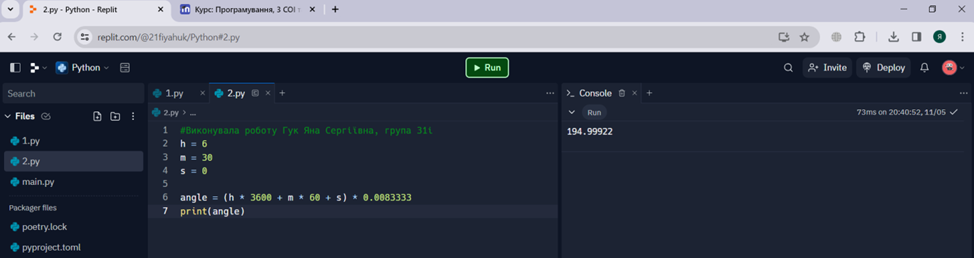 2.py - Python - Replit
Курс: Програмування, 3 СОІ
replit.com/@21fiyahuk/Python#2.py
Я
Python
Run
Invite
Deploy
Search
1.py
2.py
Console
Files
2.py > ...
Run
73ms on 20:40:52, 11/05
1.py
2.py
main.py
Packager files
poetry.lock
pyproject.toml
1 #Виконувала роботу Гук Яна Сергіївна, група 31і
2 h = 6
3 m = 30
4 s = 0
5
6 angle = (h * 3600 + m * 60 + s) * 0.0083333
7 print(angle)
194.99922